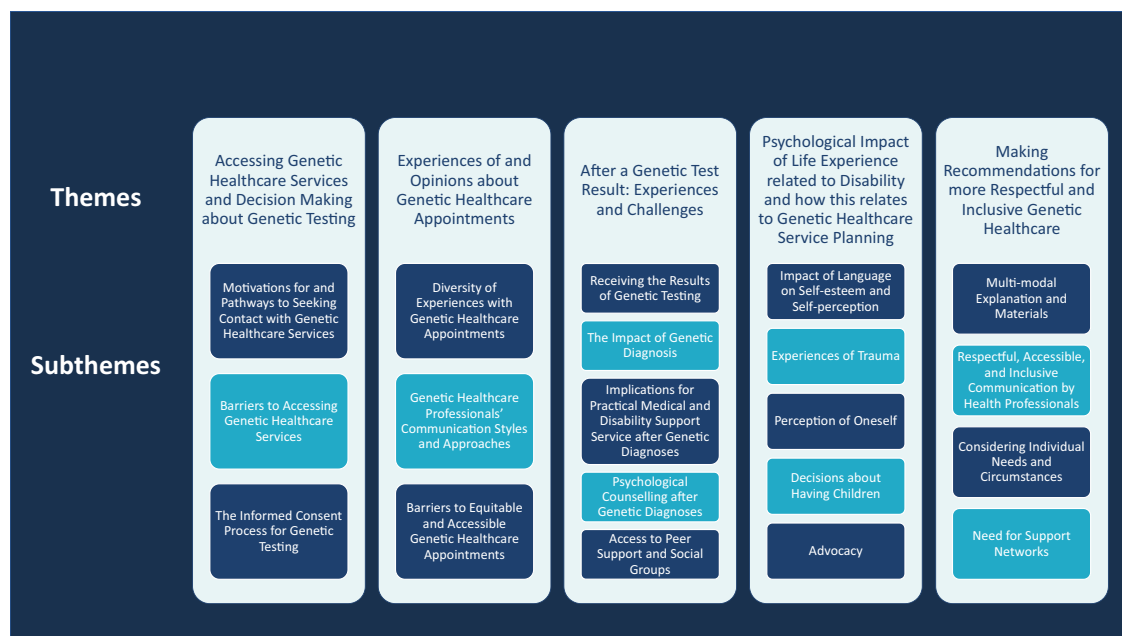 Themes
Accessing Genetic
Healthcare Services
and Decision Making
about Genetic Testing
Experiences of and
Opinions about
Genetic Healthcare
Appointments
After a Genetic Test
Result: Experiences
and Challenges
Psychological Impact
of Life Experience
related to Disability
and how this relates
to Genetic Healthcare
Service Planning
Making
Recommendations for
more Respectful and
Inclusive Genetic
Healthcare
Subthemes
Motivations for and
Pathways to Seeking
Contact with Genetic
Healthcare Services
Barriers to Accessing
Genetic Healthcare
Services
The Informed Consent
Process for Genetic
Testing
Diversity of
Experiences with
Genetic Healthcare
Appointments
Genetic Healthcare
Professionals’
Communication Styles
and Approaches
Barriers to Equitable
and Accessible
Genetic Healthcare
Appointments
Receiving the Results
of Genetic Testing
The Impact of Genetic
Diagnosis
Implications for
Practical Medical and
Disability Support
Service after Genetic
Diagnoses
Psychological
Counselling after
Genetic Diagnoses
Access to Peer
Support and Social
Groups
Impact of Language
on Self-esteem and
Self-perception
Experiences of Trauma
Perception of Oneself
Decisions about
Having Children
Advocacy
Multi-modal
Explanation and
Materials
Respectful, Accessible,
and Inclusive
Communication by
Health Professionals
Considering Individual
Needs and
Circumstances
Need for Support
Networks